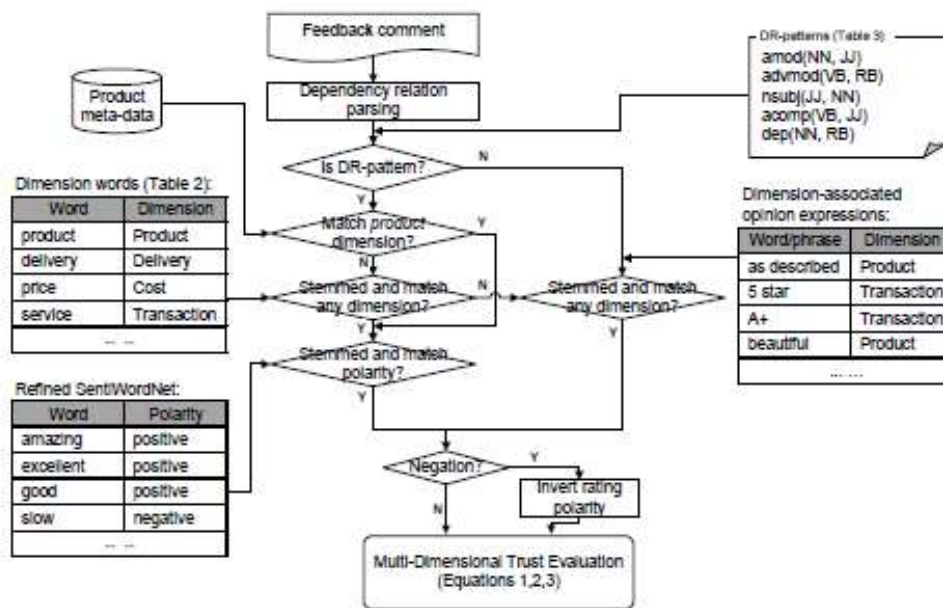 Feedback comment
DR-patterns (Table 3)
amod(NN, JJ)
advmod(VB, RB)
nsubj(JJ, NN)
acomp(VB, JJ)
dep(NN, RB)
Product
meta-data
Dependency relation
parsing
Is DR-pattern?
N
Y
Dimension words (Table 2):
Word Dimension
product Product
delivery Delivery
price Cost
service Transaction
... ...
Match product
dimension?
Y
N
Stemmed and match
any dimension?
N
Y
Stemmed and match
any dimension?
Y
Dimension-associated
opinion expressions:
Word/phrase Dimension
as described Product
5 star Transaction
A+ Transaction
beautiful Product
... ...
Stemmed and match
polarity?
Y
Refined SentiWordNet:
Word Polarity
amazing positive
excellent positive
good positive
slow negative
... ...
Negation?
Y
N
Invert rating
polarity
Multi-Dimensional Trust Evaluation
(Equations 1,2,3)